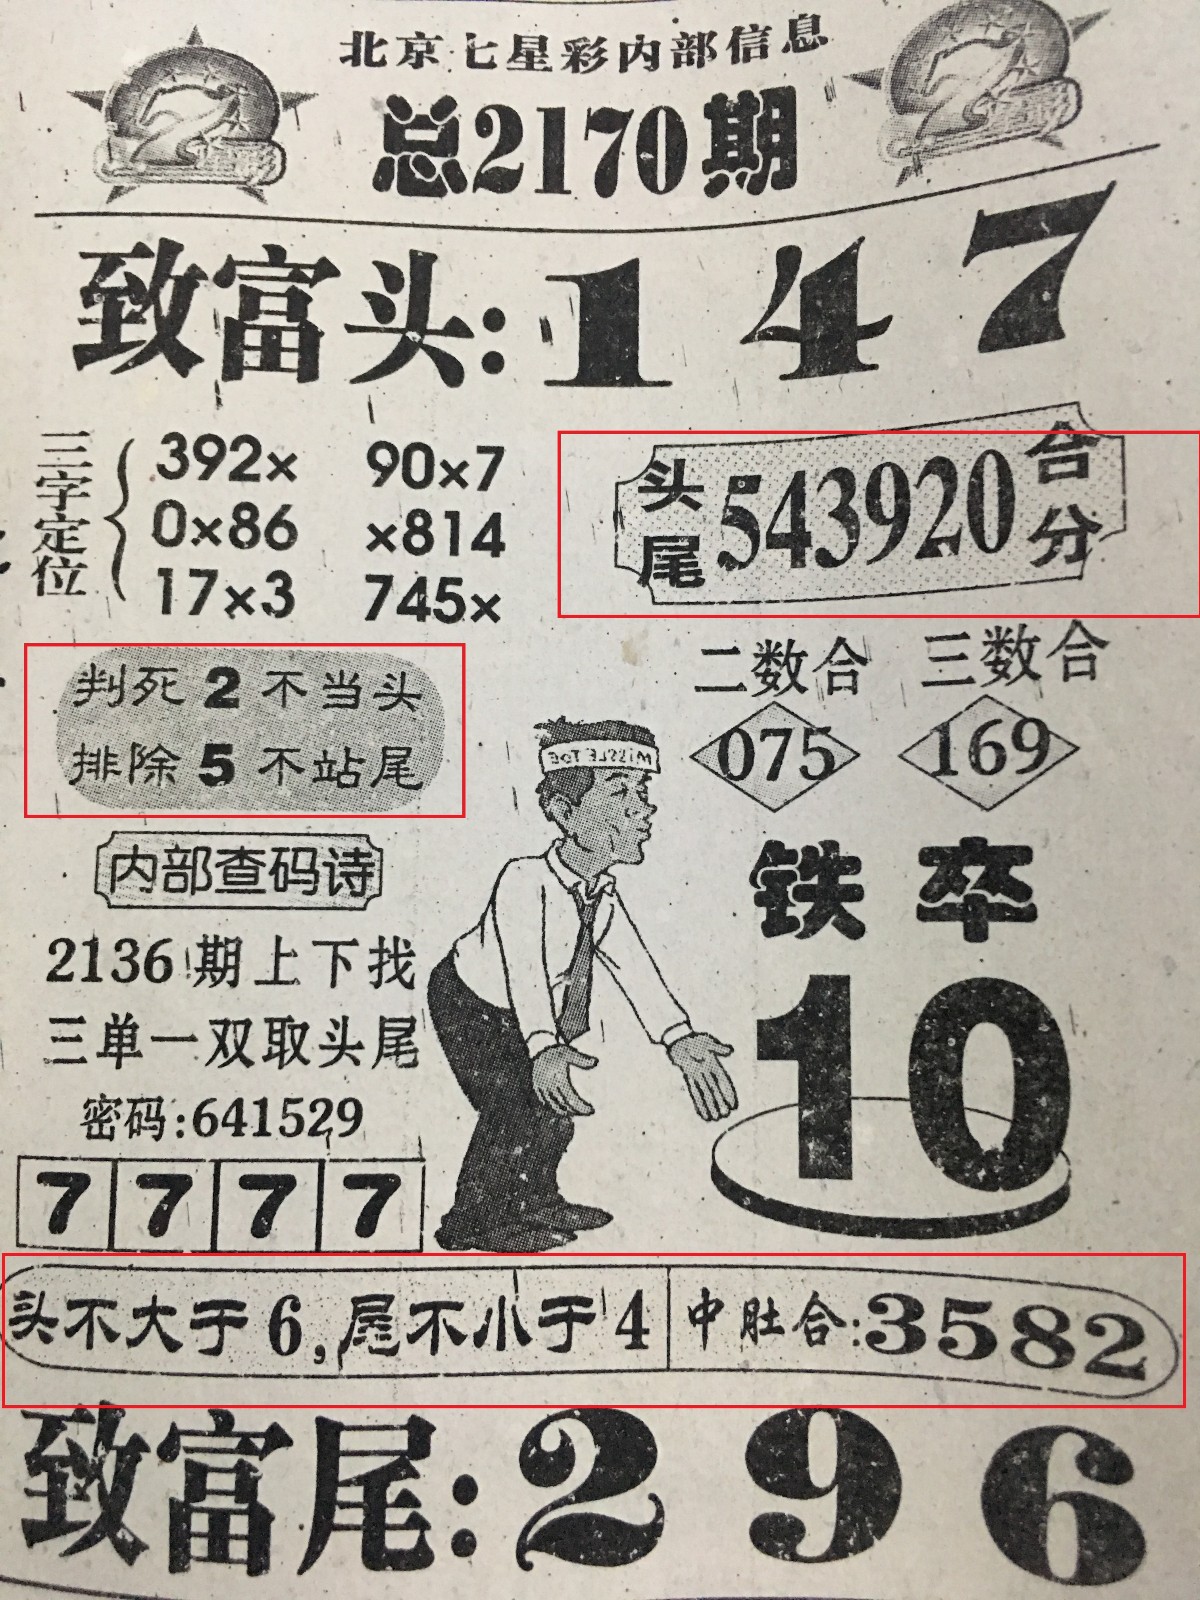 北京七星彩内部信息
总2170期
致富头:1 4 7
三字定位
392× 90×7
0×86 ×814
17×3 745×
头尾 543920 合分
判死 2 不当头
排除 5 不站尾
二数合 三数合
075 169
内部查码诗
2136期上下找
三单一双取头尾
密码:641529
7 7 7 7
铁卒
10
头不大于6,尾不小于4 中肚合:3582
致富尾:2 9 6